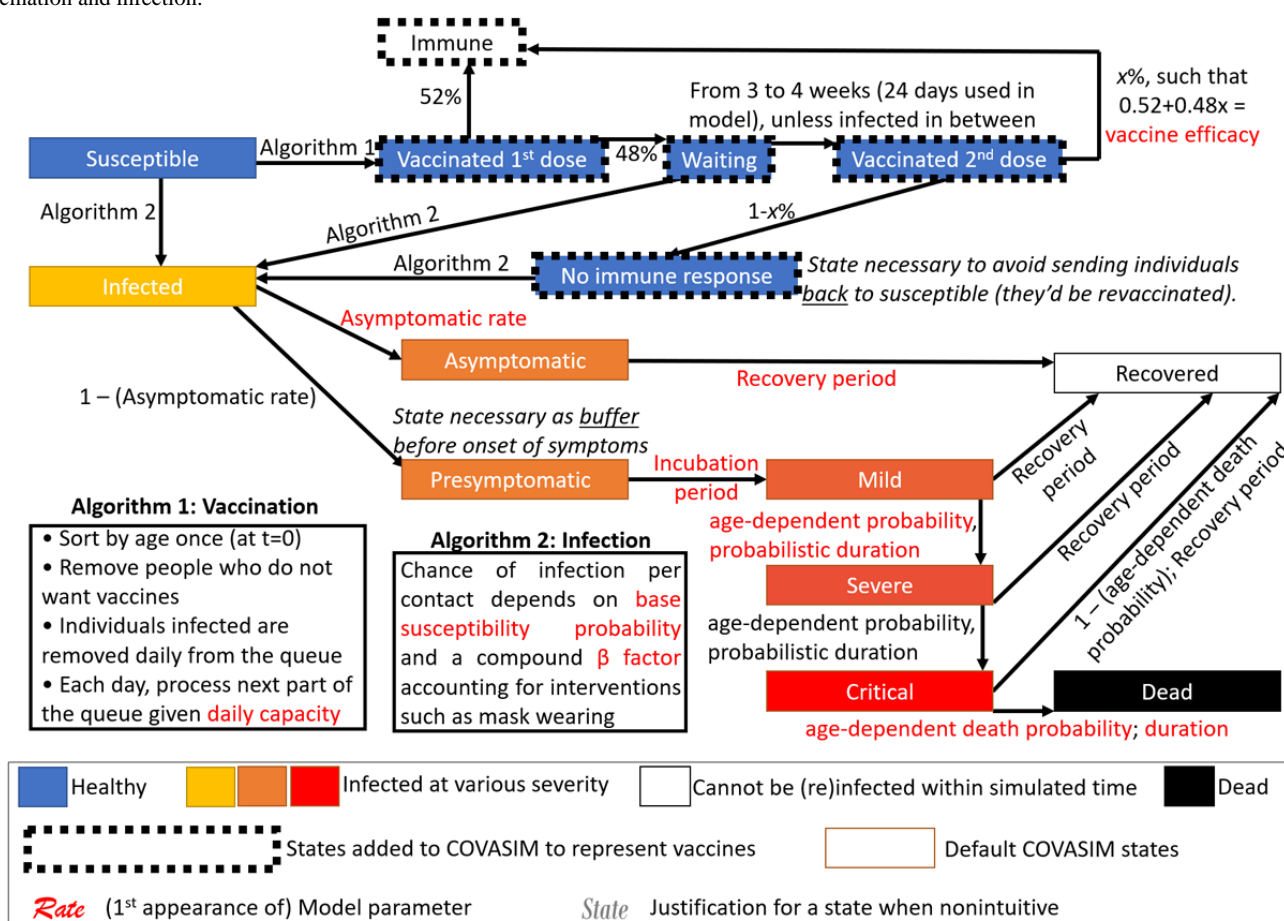 cination and infection.
Immune
52%
From 3 to 4 weeks (24 days used in
model), unless infected in between
x%, such that
0.52+0.48x =
vaccine efficacy
Susceptible
Algorithm 1
Vaccinated 1st dose
48%
Waiting
Vaccinated 2nd dose
Algorithm 2
Algorithm 2
1-x%
Infected
Algorithm 2
No immune response
State necessary to avoid sending individuals
back to susceptible (they’d be revaccinated).
Asymptomatic rate
Asymptomatic
Recovery period
Recovered
1 – (Asymptomatic rate)
State necessary as buffer
before onset of symptoms
Presymptomatic
Incubation
period
Mild
Recovery
period
Recovery period
1 – (age-dependent death
probability); Recovery period
age-dependent probability,
probabilistic duration
Severe
age-dependent probability,
probabilistic duration
Critical
Dead
age-dependent death probability; duration
Algorithm 1: Vaccination
• Sort by age once (at t=0)
• Remove people who do not
want vaccines
• Individuals infected are
removed daily from the queue
• Each day, process next part of
the queue given daily capacity
Algorithm 2: Infection
Chance of infection per
contact depends on base
susceptibility probability
and a compound β factor
accounting for interventions
such as mask wearing
Healthy
Infected at various severity
Cannot be (re)infected within simulated time
Dead
States added to COVASIM to represent vaccines
Default COVASIM states
Rate (1st appearance of) Model parameter
State Justification for a state when nonintuitive